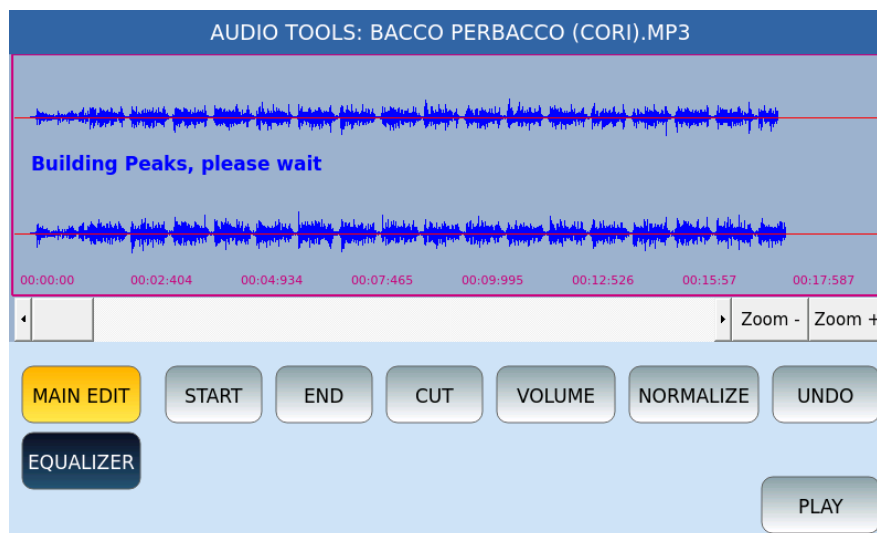 AUDIO TOOLS: BACCO PERBACCO (CORI).MP3
Building Peaks, please wait
00:00:00 00:02:404 00:04:934 00:07:465 00:09:995 00:12:526 00:15:57 00:17:587
Zoom - Zoom +
MAIN EDIT START END CUT VOLUME NORMALIZE UNDO
EQUALIZER
PLAY